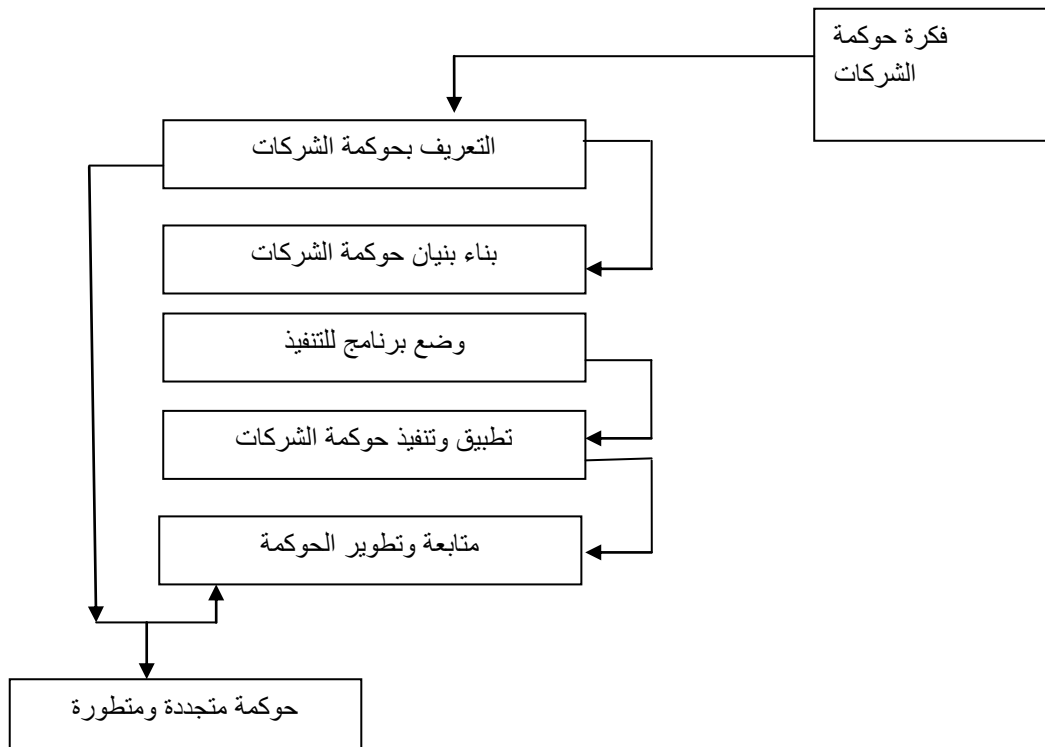 فكرة حوكمة
الشركات
التعريف بحوكمة الشركات
بناء بنيان حوكمة الشركات
وضع برنامج للتنفيذ
تطبيق وتنفيذ حوكمة الشركات
متابعة وتطوير الحوكمة
حوكمة متجددة ومتطورة